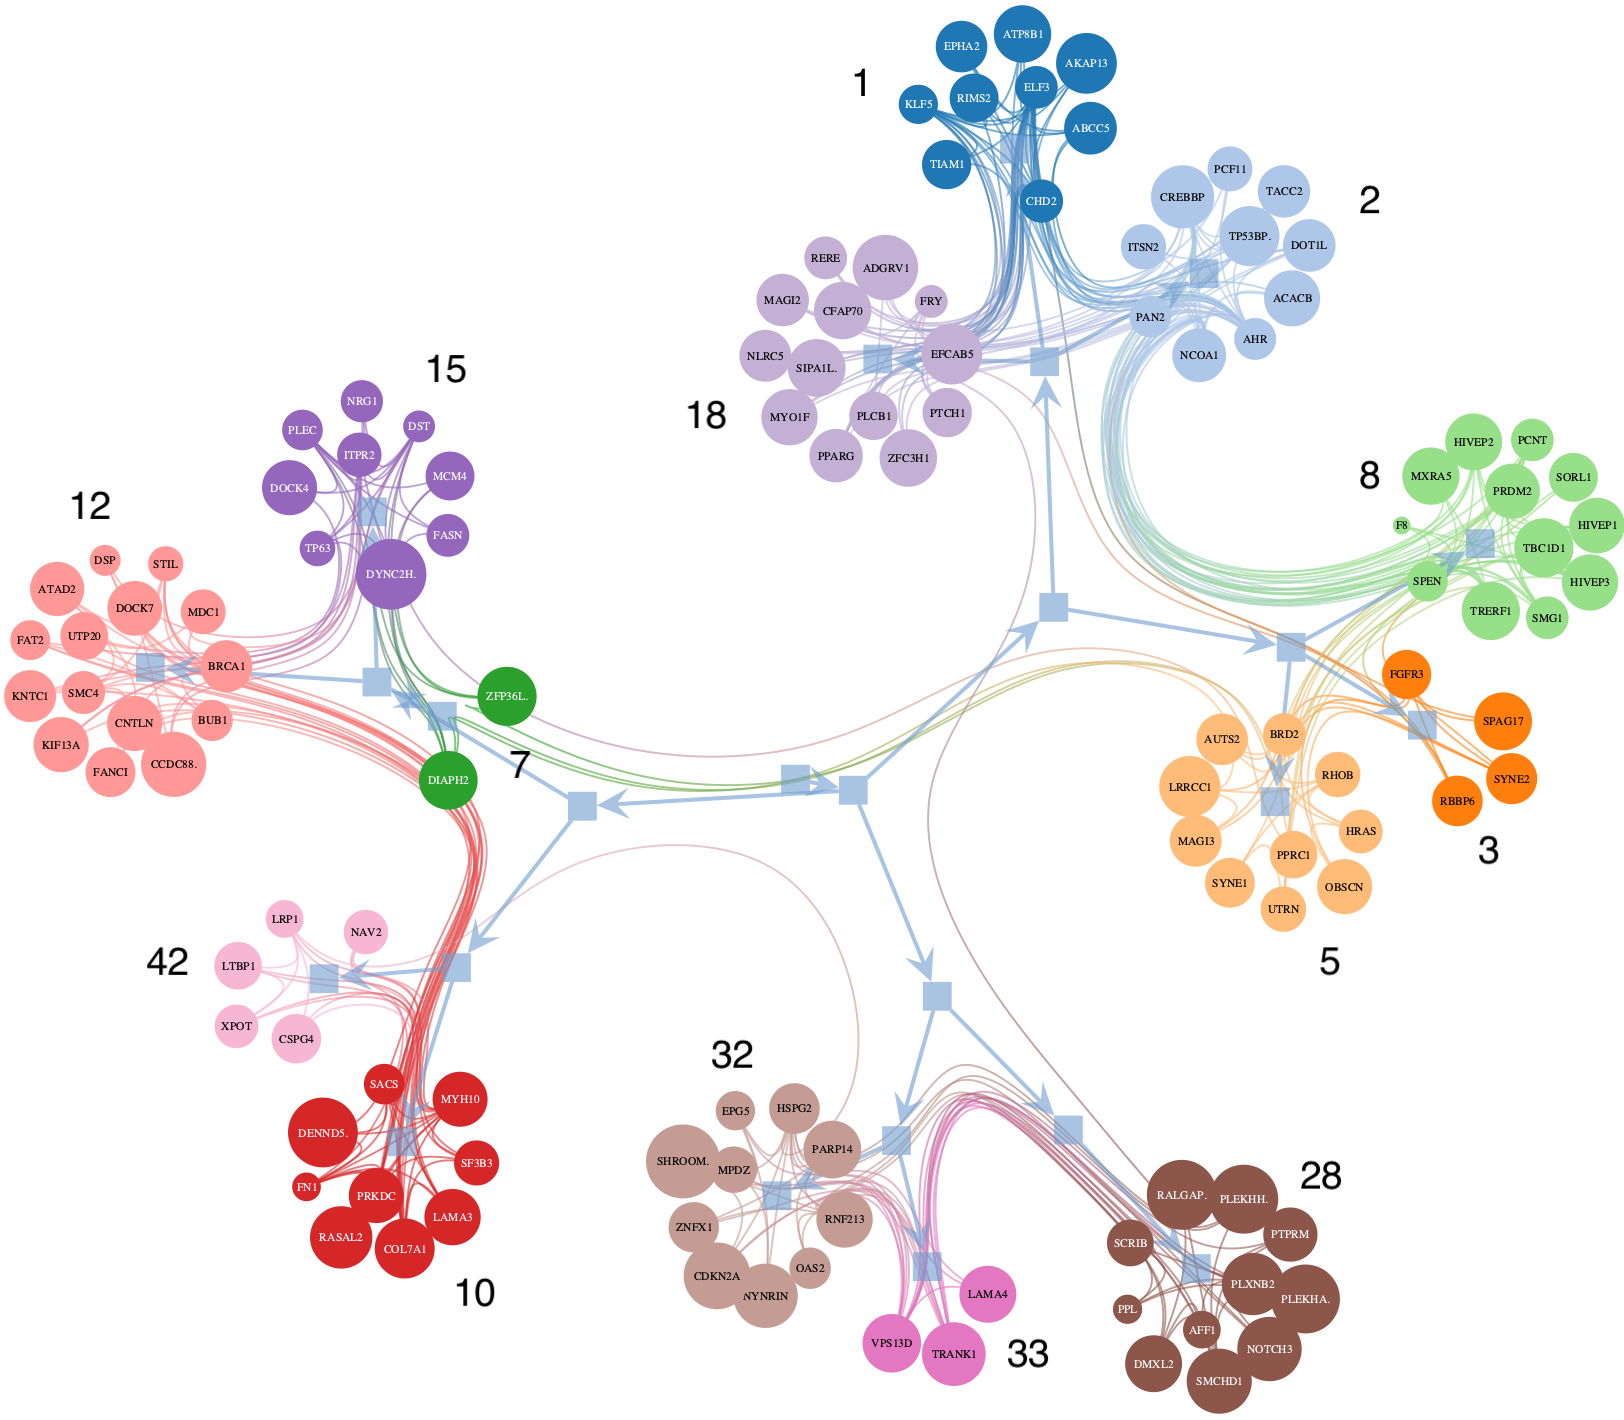 1
EPHA2
ATP8B1
AKAP13
KLF5
RIMS2
ELF3
ABCC5
TIAM1
CHD2
2
PCF11
CREBBP
TACC2
TP53BP.
ITSN2
DOT1L
ACACB
PAN2
AHR
NCOA1
18
RERE
ADGRV1
MAGI2
CFAP70
FRY
NLRC5
SIPA1L.
EFCAB5
MYO1F
PLCB1
PTCH1
PPARG
ZFC3H1
15
NRG1
PLEC
DST
ITPR2
DOCK4
MCM4
TP63
FASN
DYNC2H.
8
HIVEP2
PCNT
MXRA5
PRDM2
SORL1
F8
HIVEP1
TBC1D1
SPEN
HIVEP3
TRERF1
SMG1
12
DSP
STIL
ATAD2
DOCK7
MDC1
FAT2
UTP20
BRCA1
KNTC1
SMC4
CNTLN
BUB1
KIF13A
FANCI
CCDC88.
ZFP36L.
7
DIAPH2
FGFR3
SPAG17
SYNE2
RBBP6
3
AUTS2
BRD2
LRRCC1
RHOB
MAGI3
HRAS
PPRC1
SYNE1
OBSCN
UTRN
5
42
LRP1
NAV2
LTBP1
XPOT
CSPG4
SACS
MYH10
DENND5.
SF3B3
FN1
PRKDC
LAMA3
RASAL2
COL7A1
10
32
EPG5
HSPG2
PARP14
SHROOM.
MPDZ
ZNFX1
RNF213
CDKN2A
OAS2
NYNRIN
LAMA4
VPS13D
TRANK1
33
28
RALGAP.
PLEKHH.
SCRIB
PTPRM
PLXNB2
PLEKHA.
PPL
AFF1
DMXL2
NOTCH3
SMCHD1